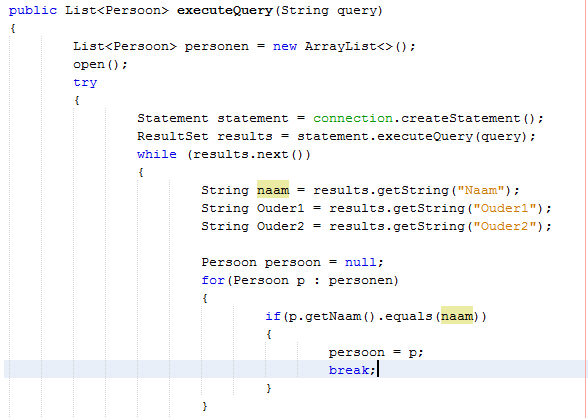 public List<Persoon> executeQuery(String query)
{
List<Persoon> personen = new ArrayList<>();
open();
try
{
Statement statement = connection.createStatement();
ResultSet results = statement.executeQuery(query);
while (results.next())
{
String naam = results.getString("Naam");
String Ouder1 = results.getString("Ouder1");
String Ouder2 = results.getString("Ouder2");
Persoon persoon = null;
for(Persoon p : personen)
{
if(p.getNaam().equals(naam))
{
persoon = p;
break;
}
}